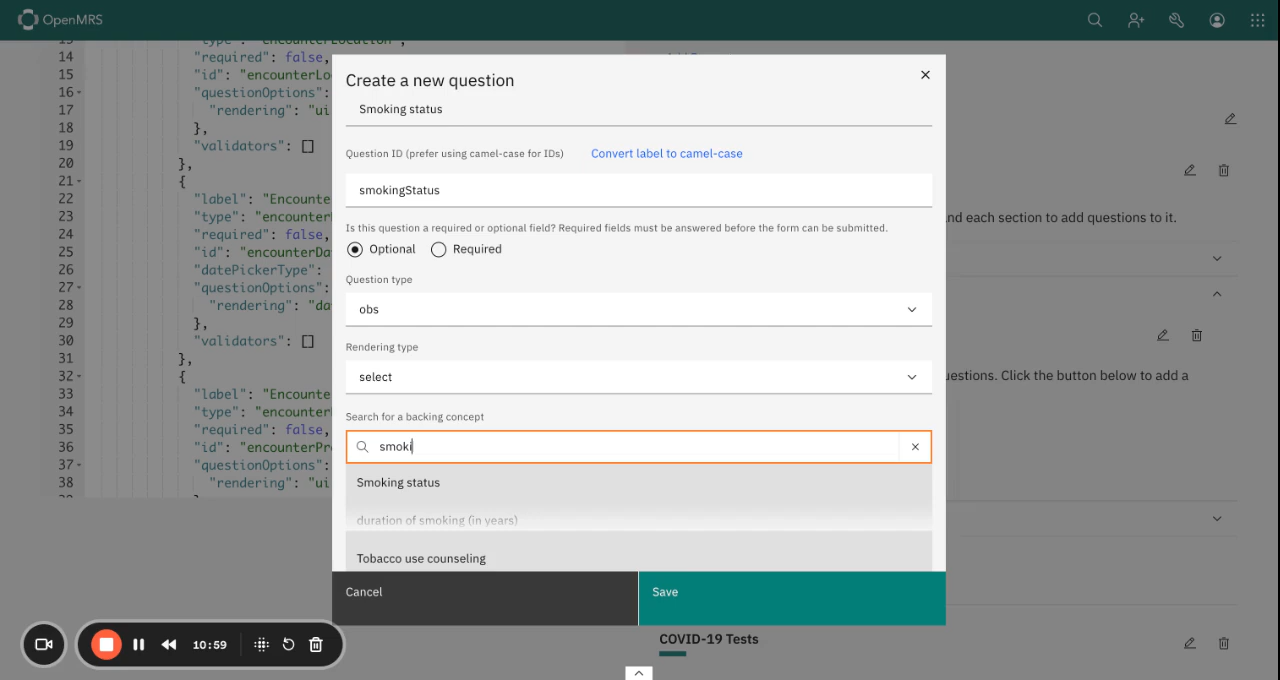 OpenMRS
14 "required": false,
15 "id": "encounterLo
16 "questionOptions":
17 "rendering": "ui
18 },
19 "validators": []
20 },
21 {
22 "label": "Encounte
23 "type": "encounter
24 "required": false,
25 "id": "encounterDa
26 "datePickerType":
27 "questionOptions":
28 "rendering": "da
29 },
30 "validators": []
31 },
32 {
33 "label": "Encounte
34 "type": "encounter
35 "required": false,
36 "id": "encounterPr
37 "questionOptions":
38 "rendering": "ui
Create a new question
Smoking status
Question ID (prefer using camel-case for IDs) Convert label to camel-case
smokingStatus
Is this question a required or optional field? Required fields must be answered before the form can be submitted.
Optional Required
Question type
obs
Rendering type
select
Search for a backing concept
smoki
Smoking status
duration of smoking (in years)
Tobacco use counseling
Cancel Save
nd each section to add questions to it.
estions. Click the button below to add a
COVID-19 Tests
10:59